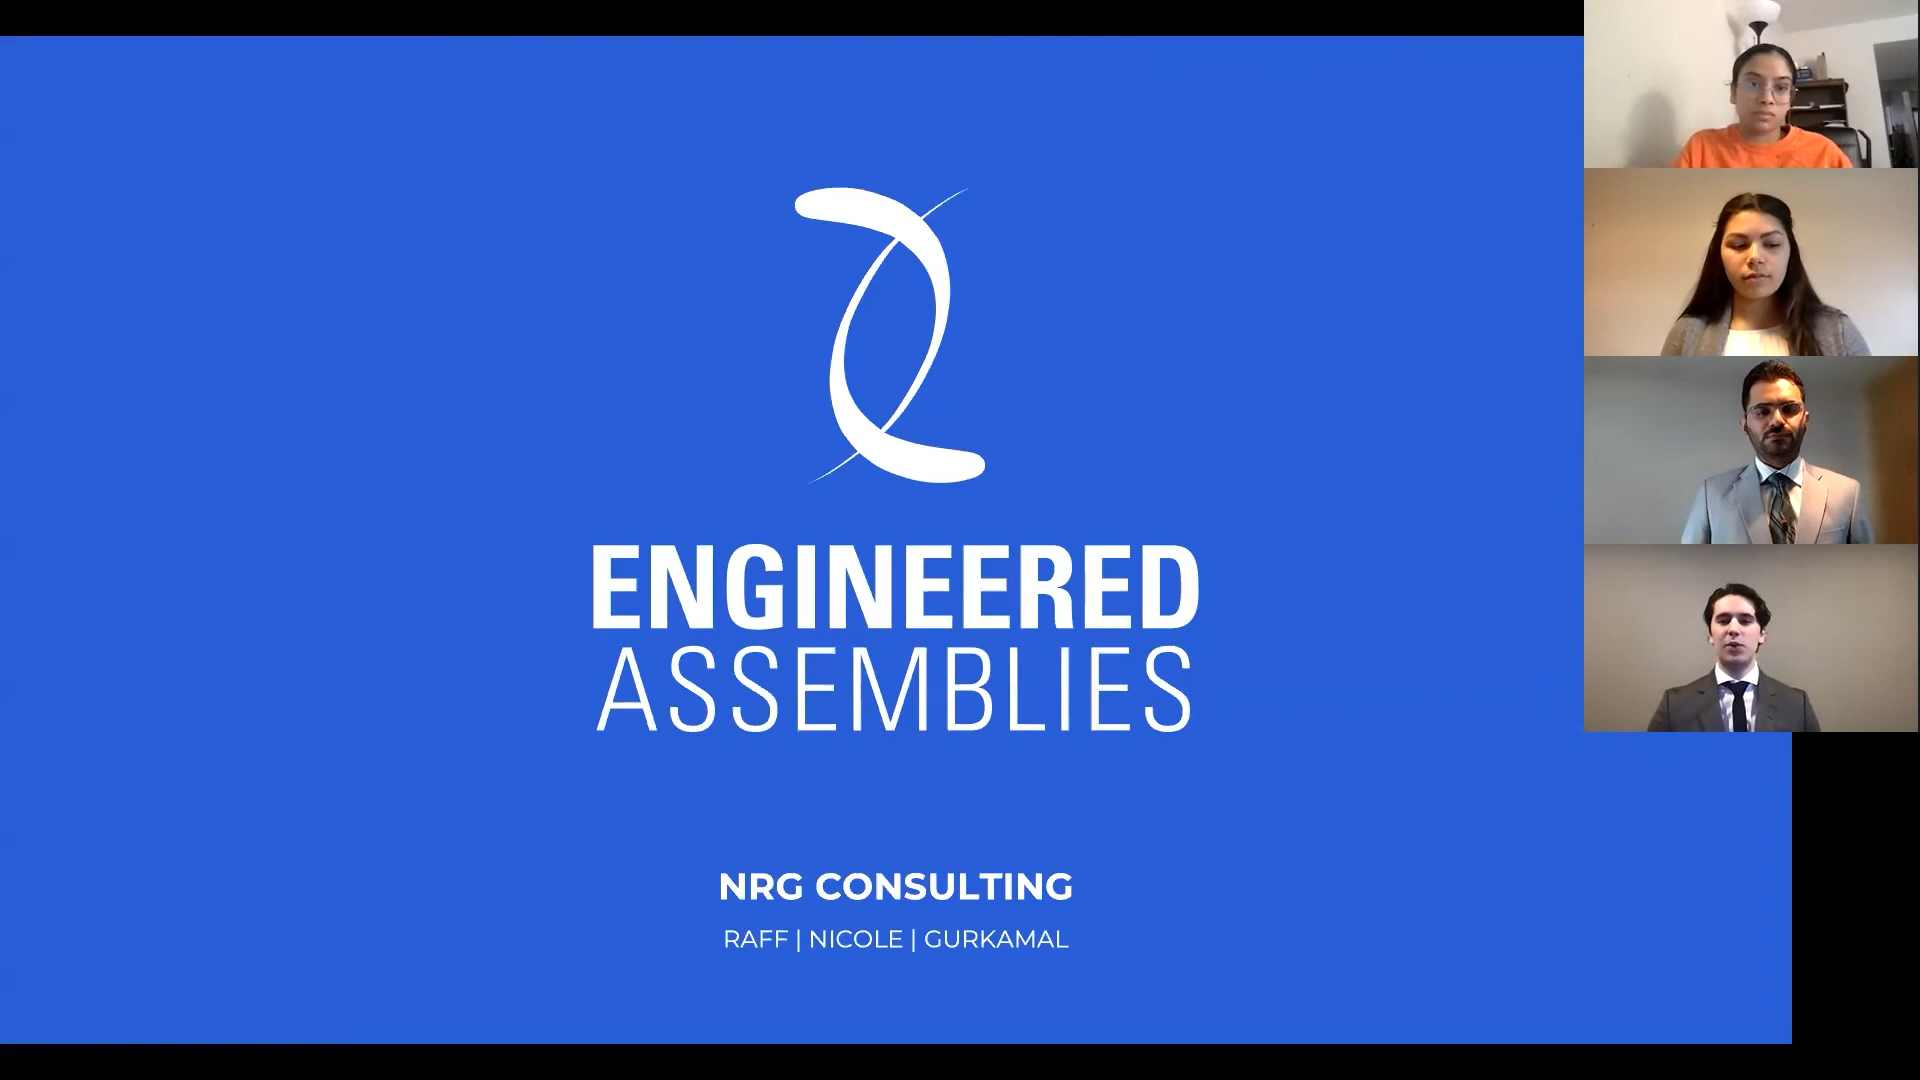 ENGINEERED
ASSEMBLIES
NRG CONSULTING
RAFF | NICOLE | GURKAMAL